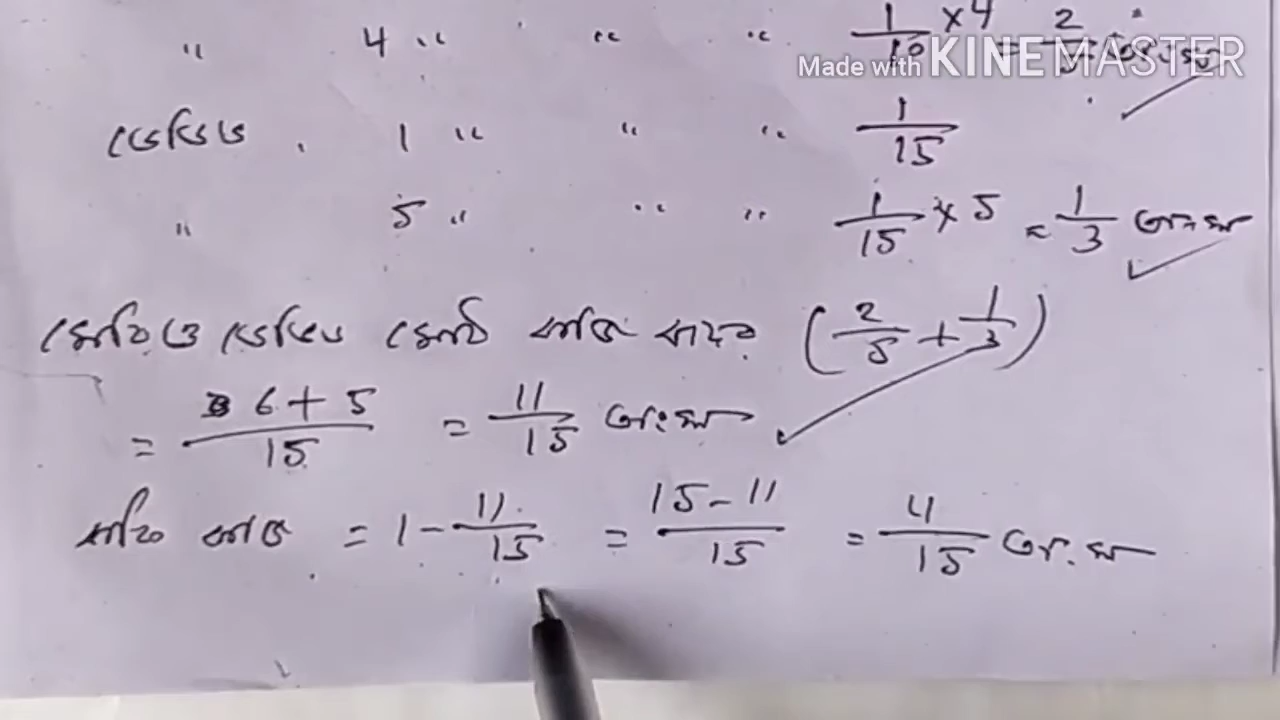 " 4 " " " 1/10 × 4 = 2/5 অংশ
Made with KINEMASTER
ডেভিড . 1 " " " 1/15
" 5 " " " 1/15 × 5 = 1/3 অংশ
ডেভিড মোট কাজ করে (2/5 + 1/3)
= 6 + 5/15 = 11/15 অংশ
বাকি কাজ = 1 - 11/15 = 15 - 11/15 = 4/15 অংশ